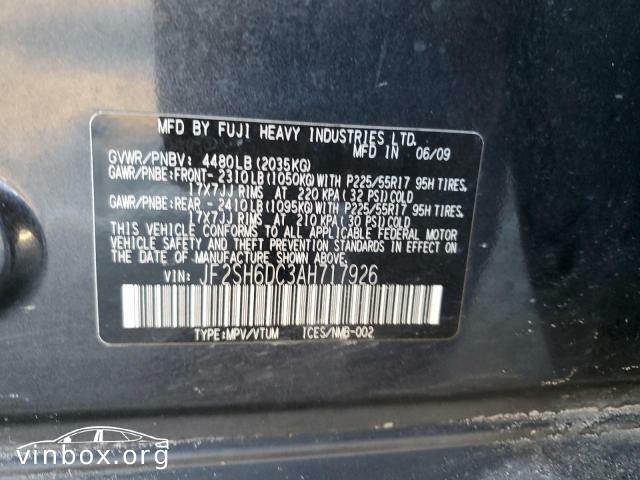 MFD BY FUJI HEAVY INDUSTRIES LTD.
MFD IN 06/09
GVWR/PNBV: 4480LB(2035KG)
GAWR/PNBE:FRONT- 2310LB(1050KG)WITH P225/55R17 95H TIRES,
17X7JJ RIMS AT 220 KPA(32 PSI)COLD
GAWR/PNBE:REAR - 2410LB(1095KG)WITH P225/55R17 95H TIRES,
17X7JJ RIMS AT 210 KPA(30 PSI)COLD
THIS VEHICLE CONFORMS TO ALL APPLICABLE FEDERAL MOTOR
VEHICLE SAFETY AND THEFT PREVENTION STANDARDS IN EFFECT
ON THE DATE OF MANUFACTURE SHOWN ABOVE.
VIN: JF2SH6DC3AH717926
TYPE:MPV/VTUM ICES/NMB-002
vinbox.org